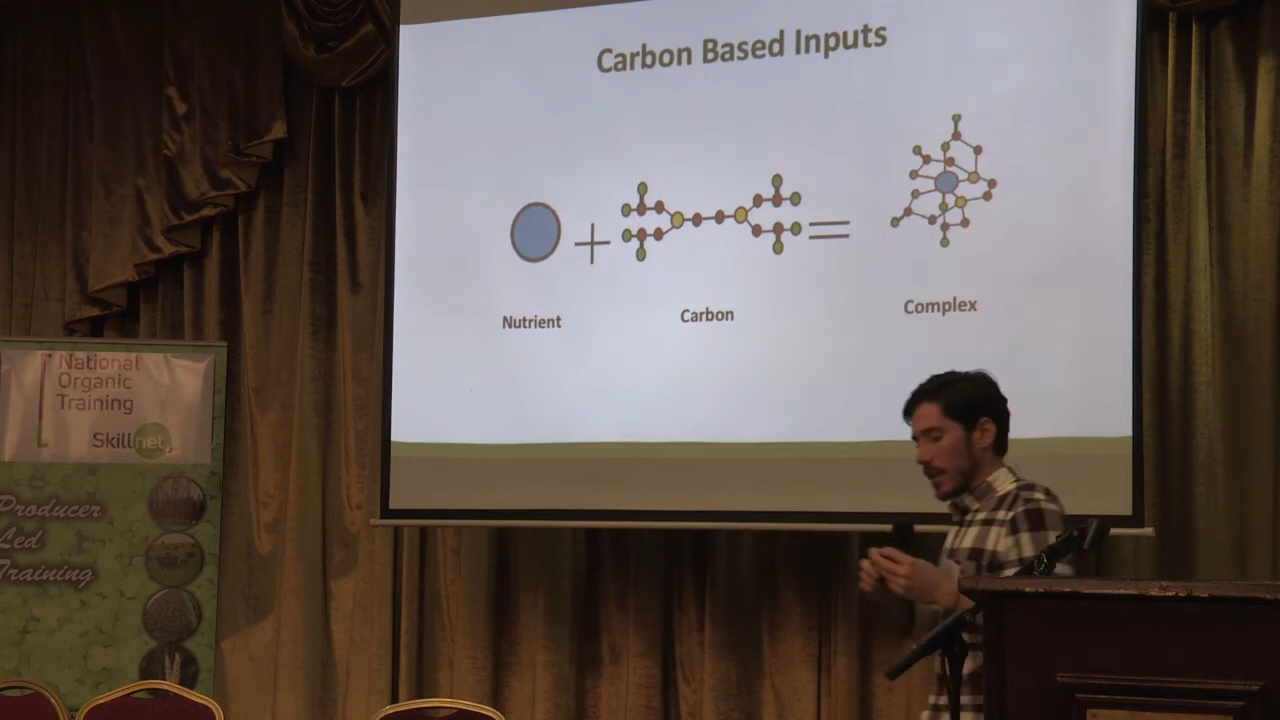 Carbon Based Inputs
Nutrient
Carbon
Complex
National
Organic
Training
Skillnet
Producer
Led
Training